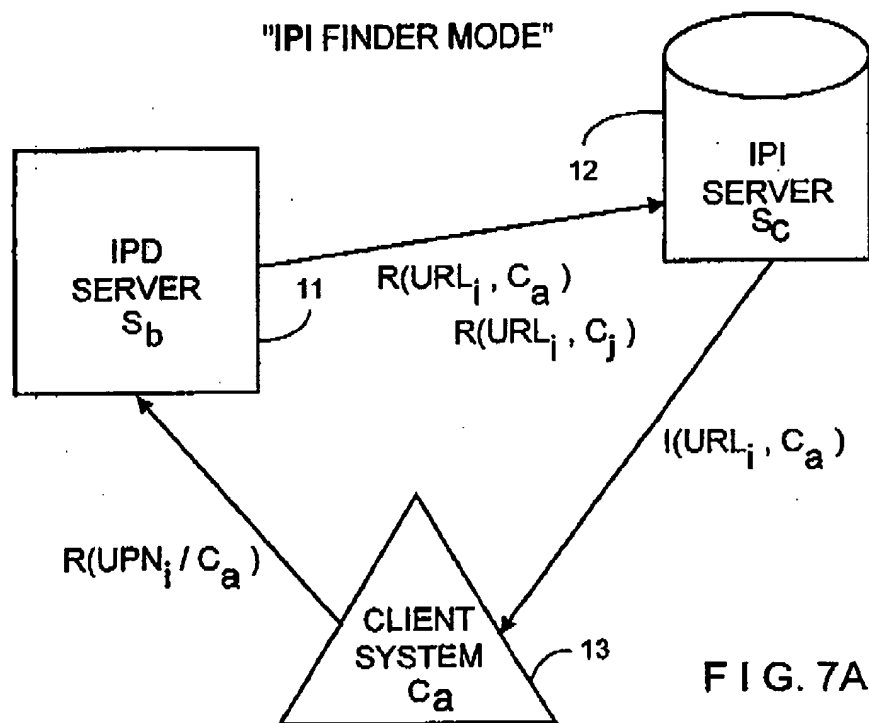 "IPI FINDER MODE"
12
IPI
SERVER
Sc
IPD
SERVER
Sb
11
R(URLi , Ca)
R(URLi , Cj)
I(URLi , Ca)
R(UPNi / Ca)
CLIENT
SYSTEM
Ca
13
F I G. 7A